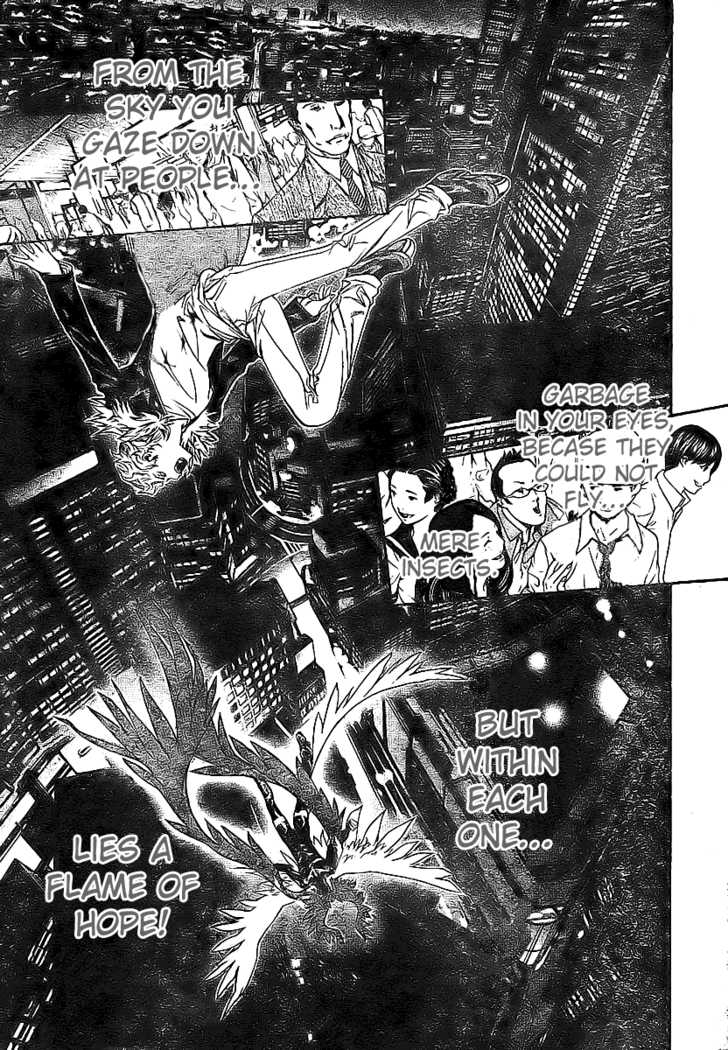 FROM THE
SKY YOU
GAZE DOWN
AT PEOPLE...
GARBAGE
IN YOUR EYES,
BECASE THEY
COULD NOT
FLY...
MERE
INSECTS.
BUT
WITHIN
EACH
ONE...
LIES A
FLAME OF
HOPE!